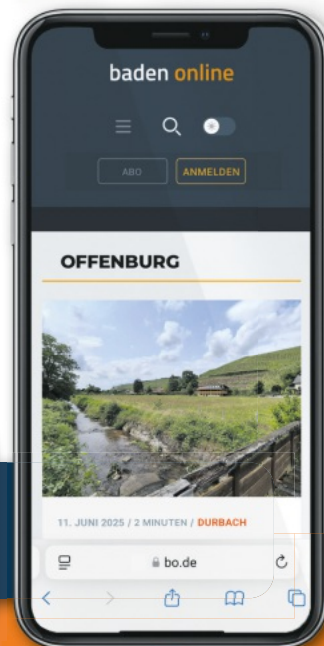 baden online
ABO ANMELDEN
OFFENBURG
11. JUNI 2025 / 2 MINUTEN / DURBACH
bo.de